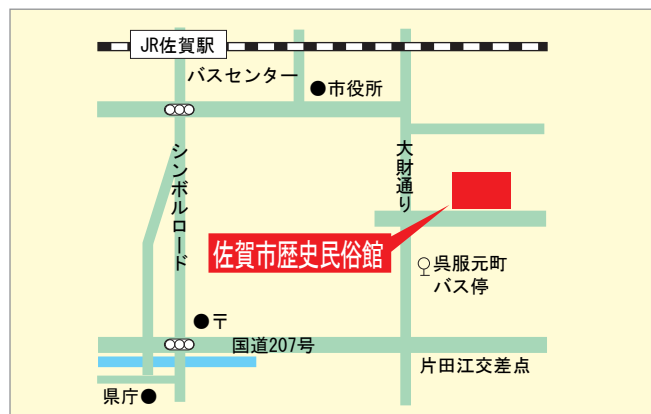 JR佐賀駅
バスセンター
●市役所
シンボルロード
大財通り
佐賀市歴史民俗館
呉服元町
バス停
●〒
国道207号
片田江交差点
県庁●